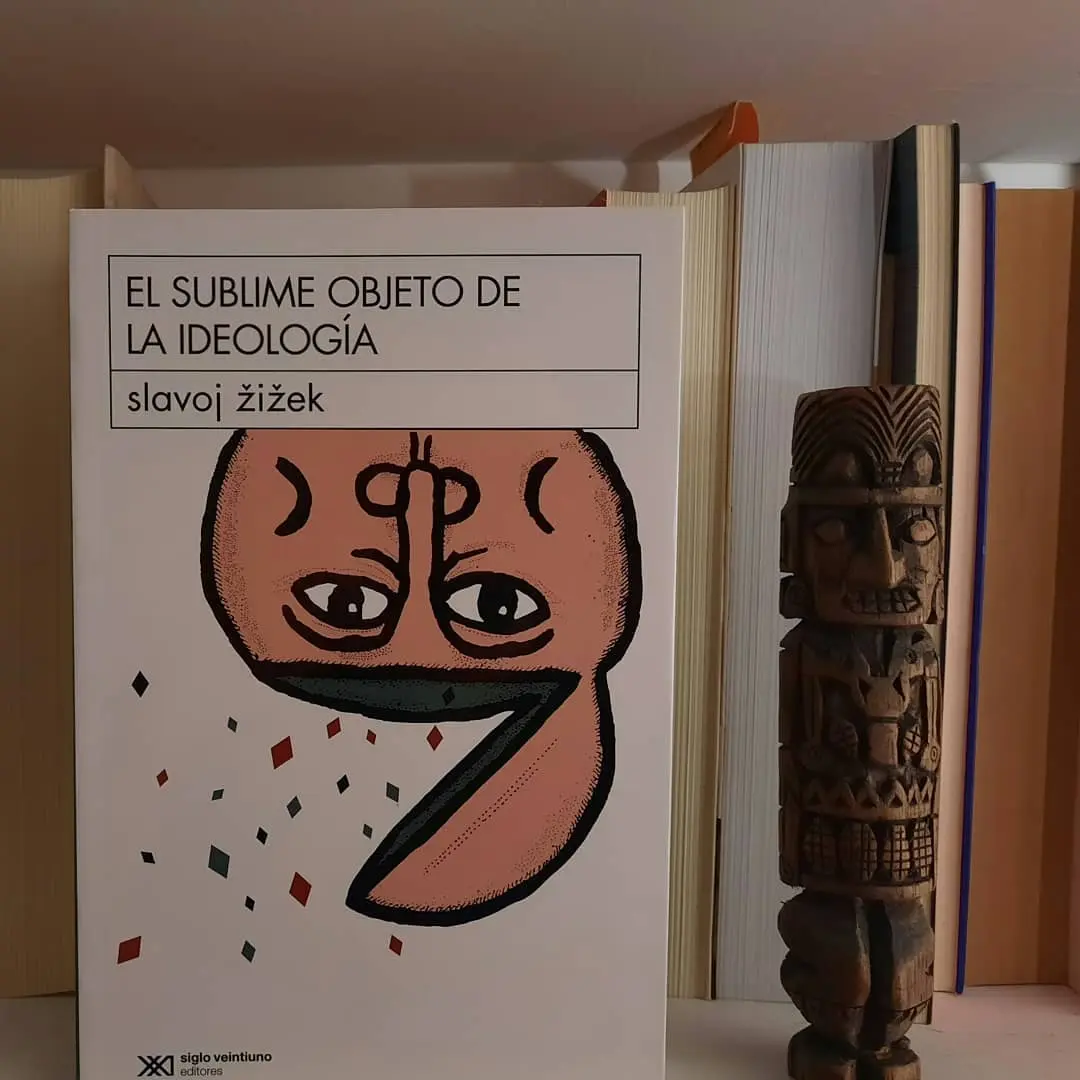 EL SUBLIME OBJETO DE
LA IDEOLOGÍA
slavoj žižek
siglo veintiuno
editores